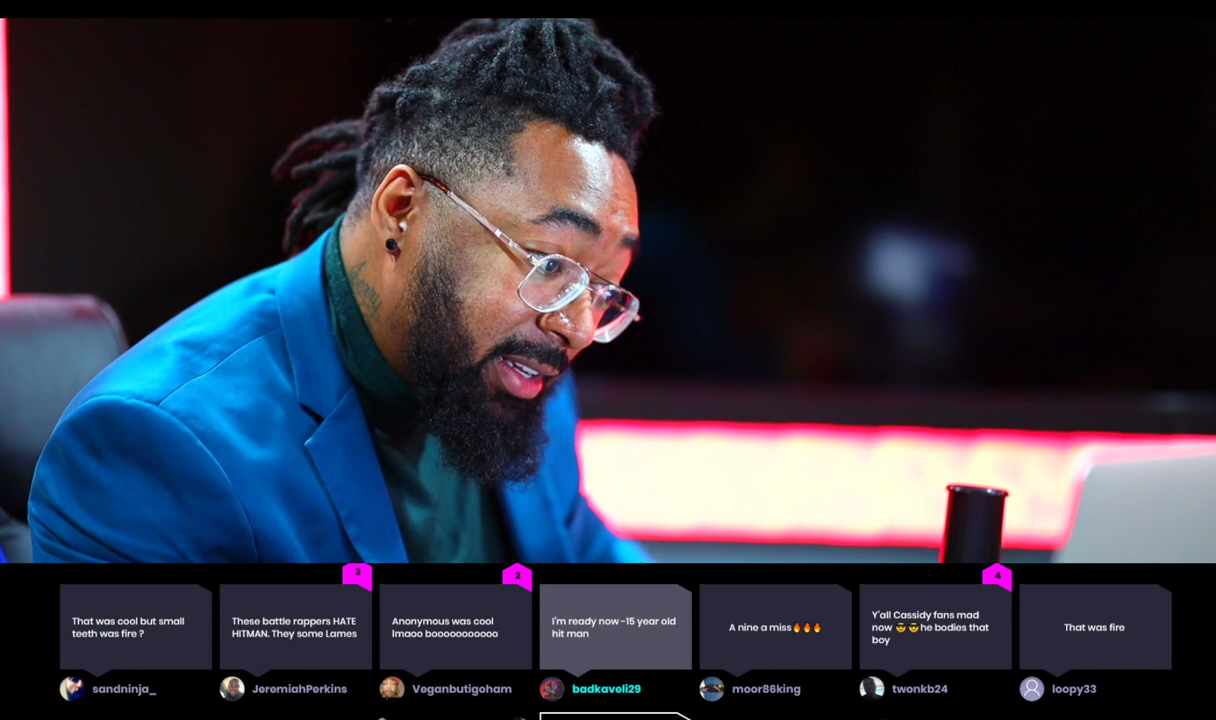 3
2
4
That was cool but small
teeth was fire ?
These battle rappers HATE
HITMAN. They some Lames
Anonymous was cool
lmaoo booooooooooo
I'm ready now -15 year old
hit man
A nine a miss🔥🔥🔥
Y'all Cassidy fans mad
now 😎 😎 he bodies that
boy
That was fire
sandninja_
JeremiahPerkins
Veganbutigoham
badkaveli29
moor86king
twonkb24
loopy33